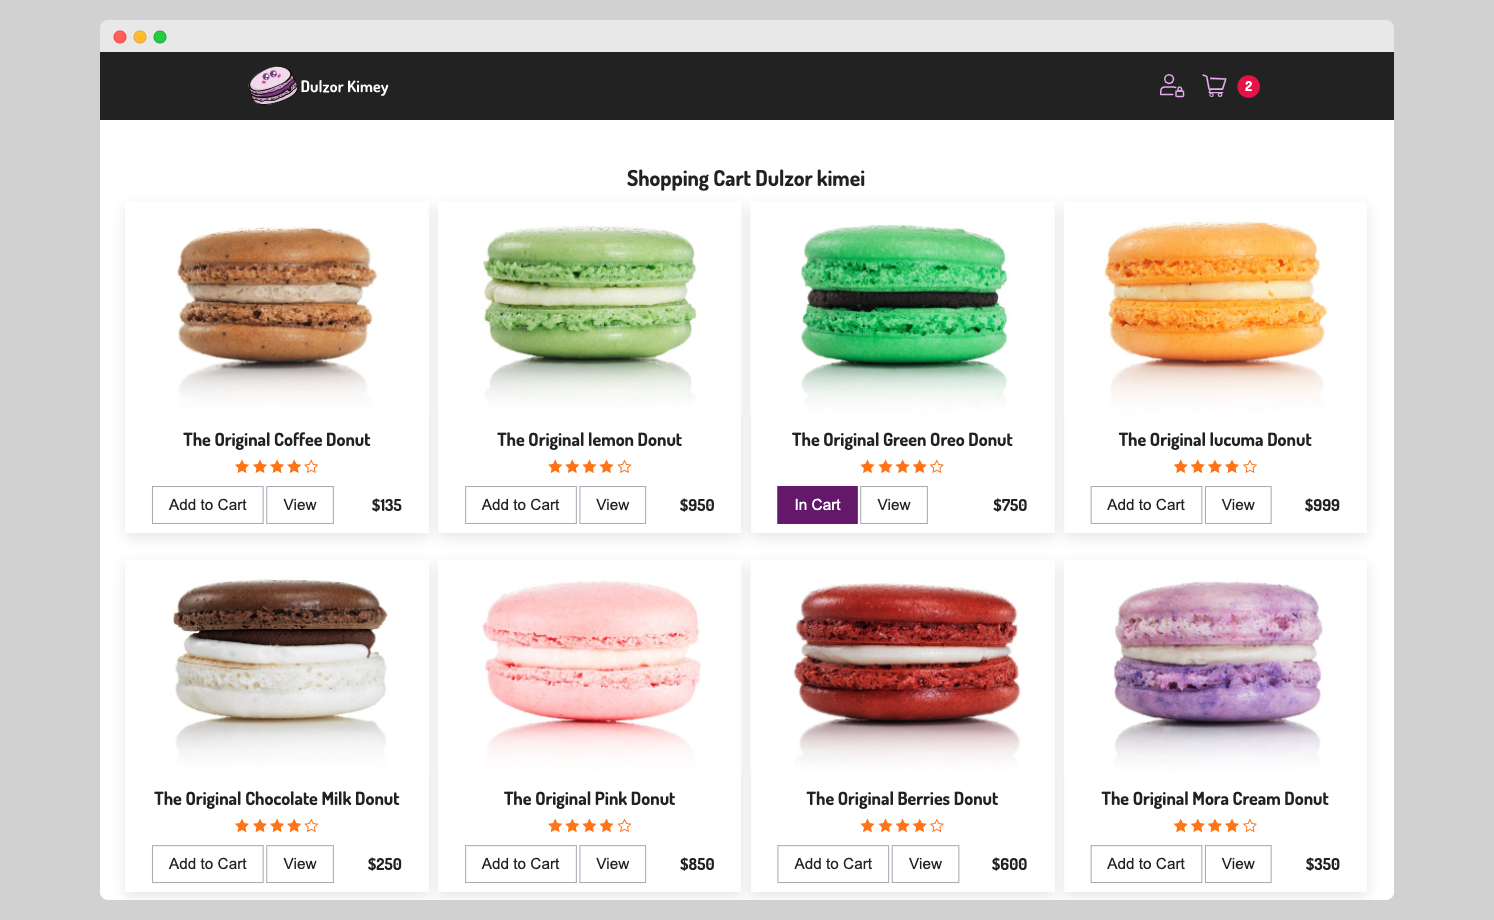 Dulzor Kimey
2
Shopping Cart Dulzor kimei
The Original Coffee Donut
Add to Cart View $135
The Original lemon Donut
Add to Cart View $950
The Original Green Oreo Donut
In Cart View $750
The Original lucuma Donut
Add to Cart View $999
The Original Chocolate Milk Donut
Add to Cart View $250
The Original Pink Donut
Add to Cart View $850
The Original Berries Donut
Add to Cart View $600
The Original Mora Cream Donut
Add to Cart View $350